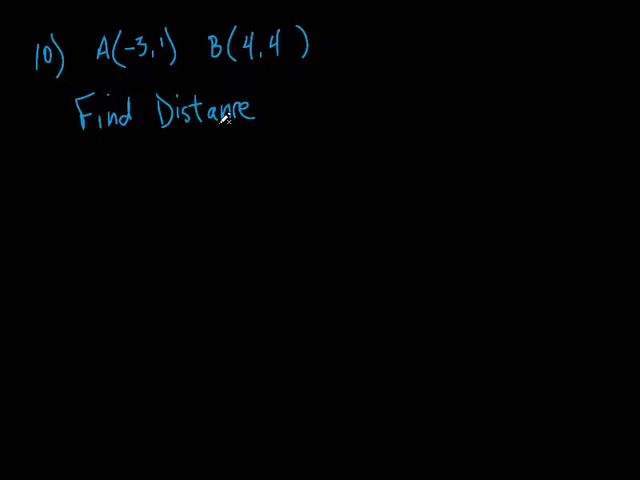 10) A(-3,1) B(4,4)
Find Distance